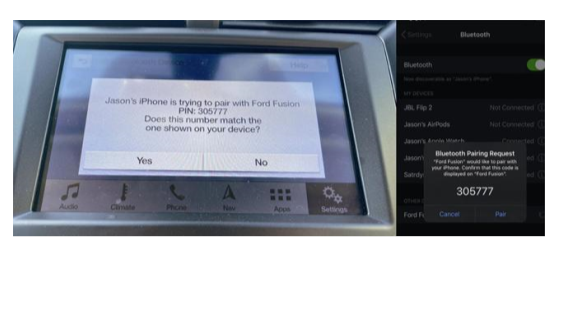 Help
Jason's iPhone is trying to pair with Ford Fusion
PIN: 305777
Does this number match the
one shown on your device?
Yes
No
Audio
Climate
Phone
Nav
Apps
Settings
Settings
Bluetooth
Bluetooth
Now discoverable as "Jason's iPhone".
MY DEVICES
JBL Flip 2 Not Connected
Jason's AirPods Not Connected
Jason's Apple Watch Connected
Jason
Bluetooth Pairing Request
"Ford Fusion" would like to pair with
your iPhone. Confirm that this code is
displayed on "Ford Fusion".
305777
Cancel
Pair
Ford Fu